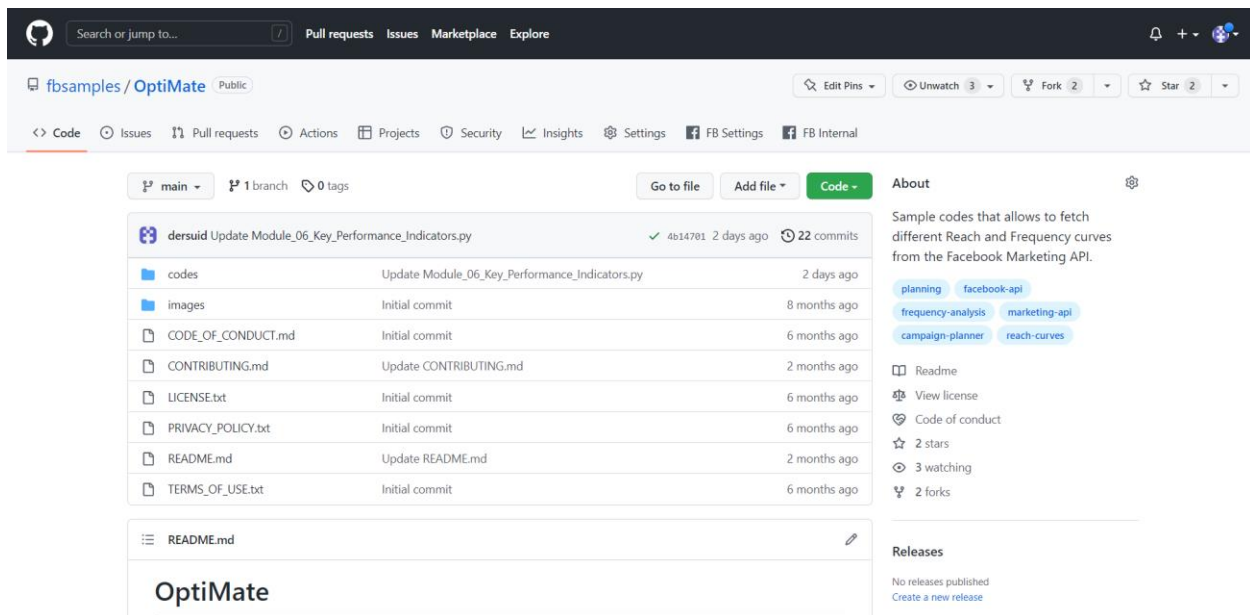 Search or jump to... / Pull requests Issues Marketplace Explore
fbsamples / OptiMate Public Edit Pins Unwatch 3 Fork 2 Star 2
Code Issues Pull requests Actions Projects Security Insights Settings FB Settings FB Internal
main 1 branch 0 tags Go to file Add file Code
dersuid Update Module_06_Key_Performance_Indicators.py 4b14701 2 days ago 22 commits
codes Update Module_06_Key_Performance_Indicators.py 2 days ago
images Initial commit 8 months ago
CODE_OF_CONDUCT.md Initial commit 6 months ago
CONTRIBUTING.md Update CONTRIBUTING.md 2 months ago
LICENSE.txt Initial commit 6 months ago
PRIVACY_POLICY.txt Initial commit 6 months ago
README.md Update README.md 2 months ago
TERMS_OF_USE.txt Initial commit 6 months ago
README.md
OptiMate
About
Sample codes that allows to fetch
different Reach and Frequency curves
from the Facebook Marketing API.
planning facebook-api
frequency-analysis marketing-api
campaign-planner reach-curves
Readme
View license
Code of conduct
2 stars
3 watching
2 forks
Releases
No releases published
Create a new release